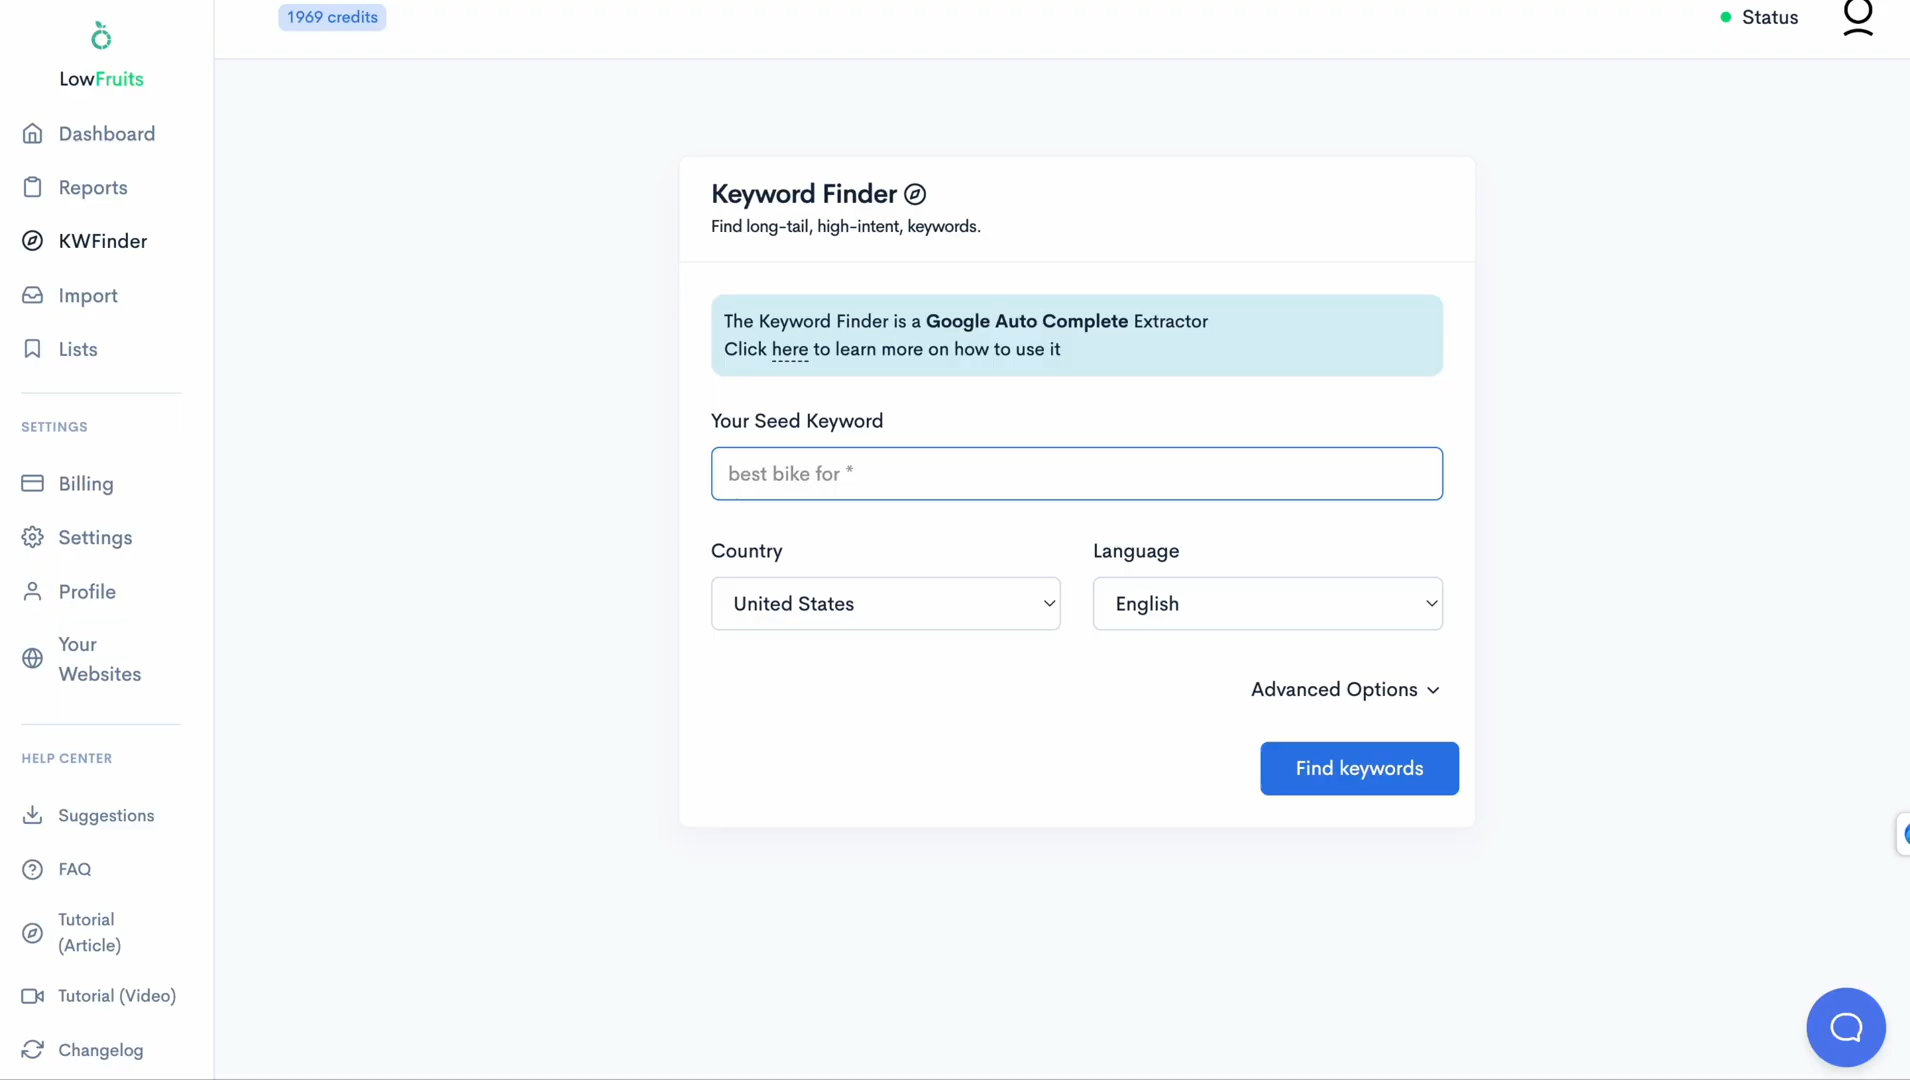 1969 credits
Status
LowFruits
Dashboard
Reports
KWFinder
Import
Lists
SETTINGS
Billing
Settings
Profile
Your
Websites
HELP CENTER
Suggestions
FAQ
Tutorial
(Article)
Tutorial (Video)
Changelog
Keyword Finder
Find long-tail, high-intent, keywords.
The Keyword Finder is a Google Auto Complete Extractor
Click here to learn more on how to use it
Your Seed Keyword
best bike for *
Country
Language
United States
English
Advanced Options
Find keywords